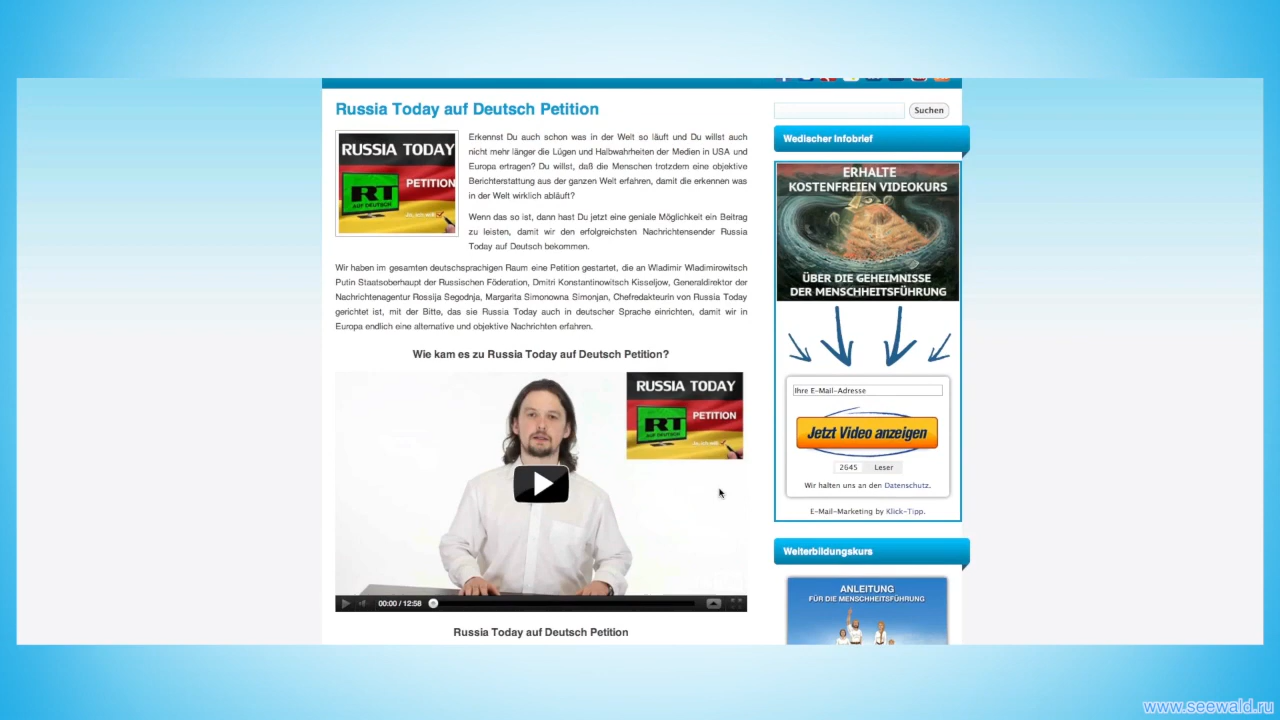 Russia Today auf Deutsch Petition
Suchen
Wedischer Infobrief
RUSSIA TODAY
PETITION
RT
AUF DEUTSCH
Erkennst Du auch schon was in der Welt so läuft und Du willst auch
nicht mehr länger die Lügen und Halbwahrheiten der Medien in USA und
Europa ertragen? Du willst, daß die Menschen trotzdem eine objektive
Berichterstattung aus der ganzen Welt erfahren, damit die erkennen was
in der Welt wirklich abläuft?
Wenn das so ist, dann hast Du jetzt eine geniale Möglichkeit ein Beitrag
zu leisten, damit wir den erfolgreichsten Nachrichtensender Russia
Today auf Deutsch bekommen.
Wir haben im gesamten deutschsprachigen Raum eine Petition gestartet, die an Wladimir Wladimirowitsch
Putin Staatsoberhaupt der Russischen Föderation, Dmitri Konstantinowitsch Kisseljow, Generaldirektor der
Nachrichtenagentur Rossija Segodnja, Margarita Simonowna Simonjan, Chefredakteurin von Russia Today
gerichtet ist, mit der Bitte, das sie Russia Today auch in deutscher Sprache einrichten, damit wir in
Europa endlich eine alternative und objektive Nachrichten erfahren.
Wie kam es zu Russia Today auf Deutsch Petition?
RUSSIA TODAY
PETITION
RT
AUF DEUTSCH
00:00 / 12:58
Russia Today auf Deutsch Petition
ERHALTE
KOSTENFREIEN VIDEOKURS
ÜBER DIE GEHEIMNISSE
DER MENSCHHEITSFÜHRUNG
Ihre E-Mail-Adresse
Jetzt Video anzeigen
2645 Leser
Wir halten uns an den Datenschutz.
E-Mail-Marketing by Klick-Tipp.
Weiterbildungskurs
ANLEITUNG
FÜR DIE MENSCHHEITSFÜHRUNG
www.seewald.ru